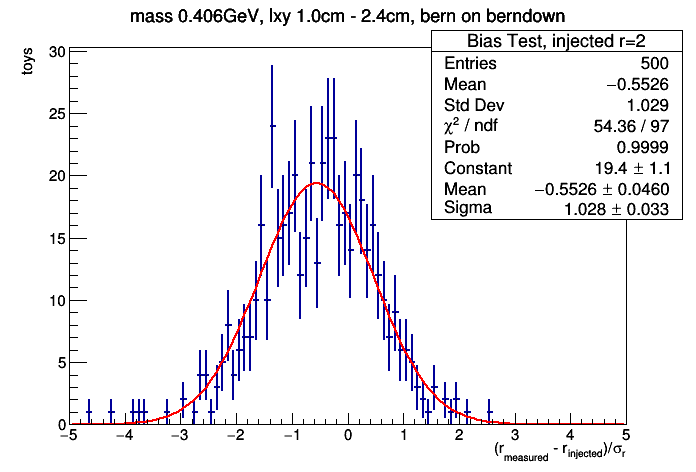 mass 0.406GeV, lxy 1.0cm - 2.4cm, bern on berndown
Bias Test, injected r=2
Entries 500
Mean −0.5526
Std Dev 1.029
χ² / ndf 54.36 / 97
Prob 0.9999
Constant 19.4 ± 1.1
Mean −0.5526 ± 0.0460
Sigma 1.028 ± 0.033
toys
30
25
20
15
10
5
0
−5 −4 −3 −2 −1 0 1 2 3 4 5
(r_measured - r_injected)/σ_r